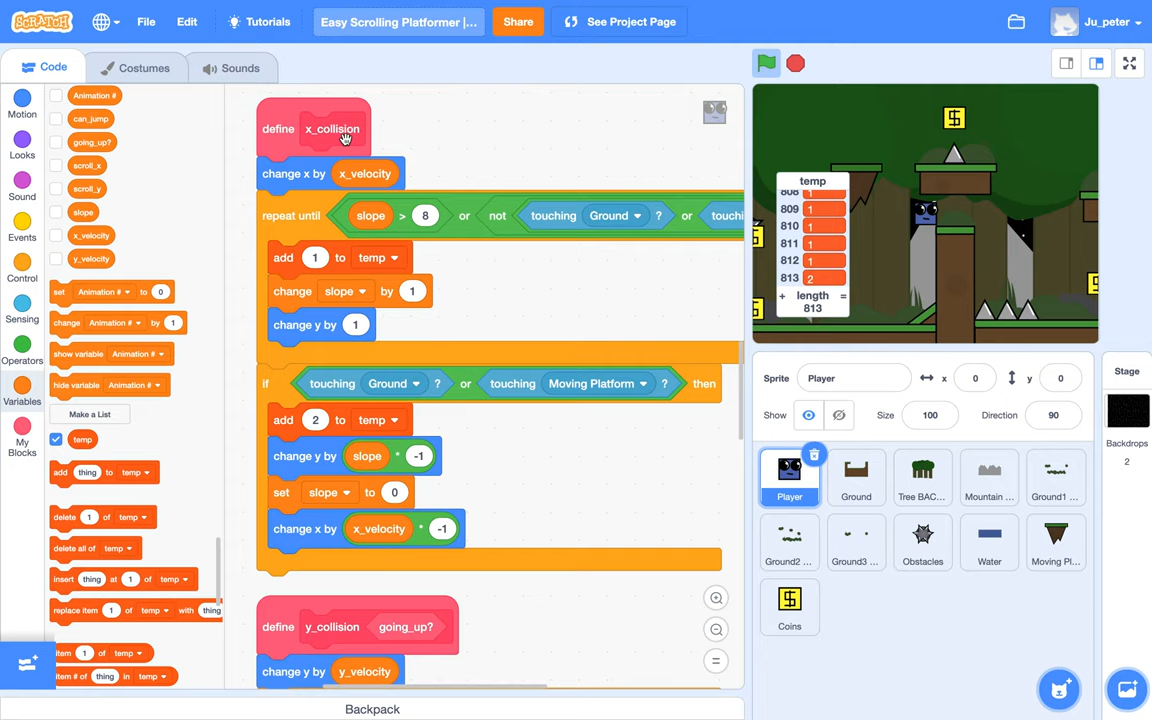 SCRATCH
File
Edit
Tutorials
Easy Scrolling Platformer |...
Share
See Project Page
Ju_peter
Code
Costumes
Sounds
Motion
Looks
Sound
Events
Control
Sensing
Operators
Variables
My
Blocks
Animation #
can_jump
going_up?
scroll_x
scroll_y
slope
x_velocity
y_velocity
set Animation # to 0
change Animation # by 1
show variable Animation #
hide variable Animation #
Make a List
temp
add thing to temp
delete 1 of temp
delete all of temp
insert thing at 1 of temp
replace item 1 of temp with thing
item 1 of temp
item # of thing in temp
define x_collision
change x by x_velocity
repeat until slope > 8 or not touching Ground ? or touchi
add 1 to temp
change slope by 1
change y by 1
if touching Ground ? or touching Moving Platform ? then
add 2 to temp
change y by slope * -1
set slope to 0
change x by x_velocity * -1
define y_collision going_up?
change y by y_velocity
Backpack
temp
808 1
809 1
810 1
811 1
812 1
813 2
+ length =
813
$
$
$
$
Sprite Player x 0 y 0
Show Size 100 Direction 90
Player
Ground
Tree BAC...
Mountain ...
Ground1 ...
Ground2 ...
Ground3 ...
Obstacles
Water
Moving Pl...
$
Coins
Stage
Backdrops
2